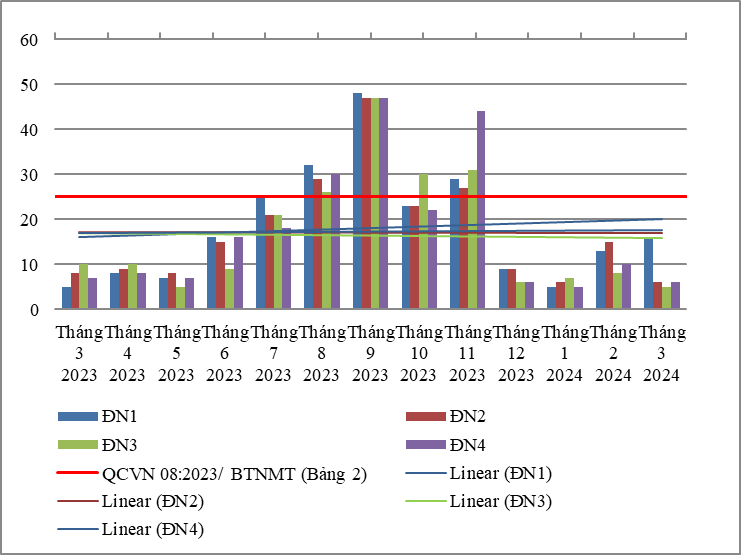 60
50
40
30
20
10
0
Tháng 3 2023
Tháng 4 2023
Tháng 5 2023
Tháng 6 2023
Tháng 7 2023
Tháng 8 2023
Tháng 9 2023
Tháng 10 2023
Tháng 11 2023
Tháng 12 2023
Tháng 1 2024
Tháng 2 2024
Tháng 3 2024
ĐN1
ĐN2
ĐN3
ĐN4
QCVN 08:2023/ BTNMT (Bảng 2)
Linear (ĐN1)
Linear (ĐN2)
Linear (ĐN3)
Linear (ĐN4)